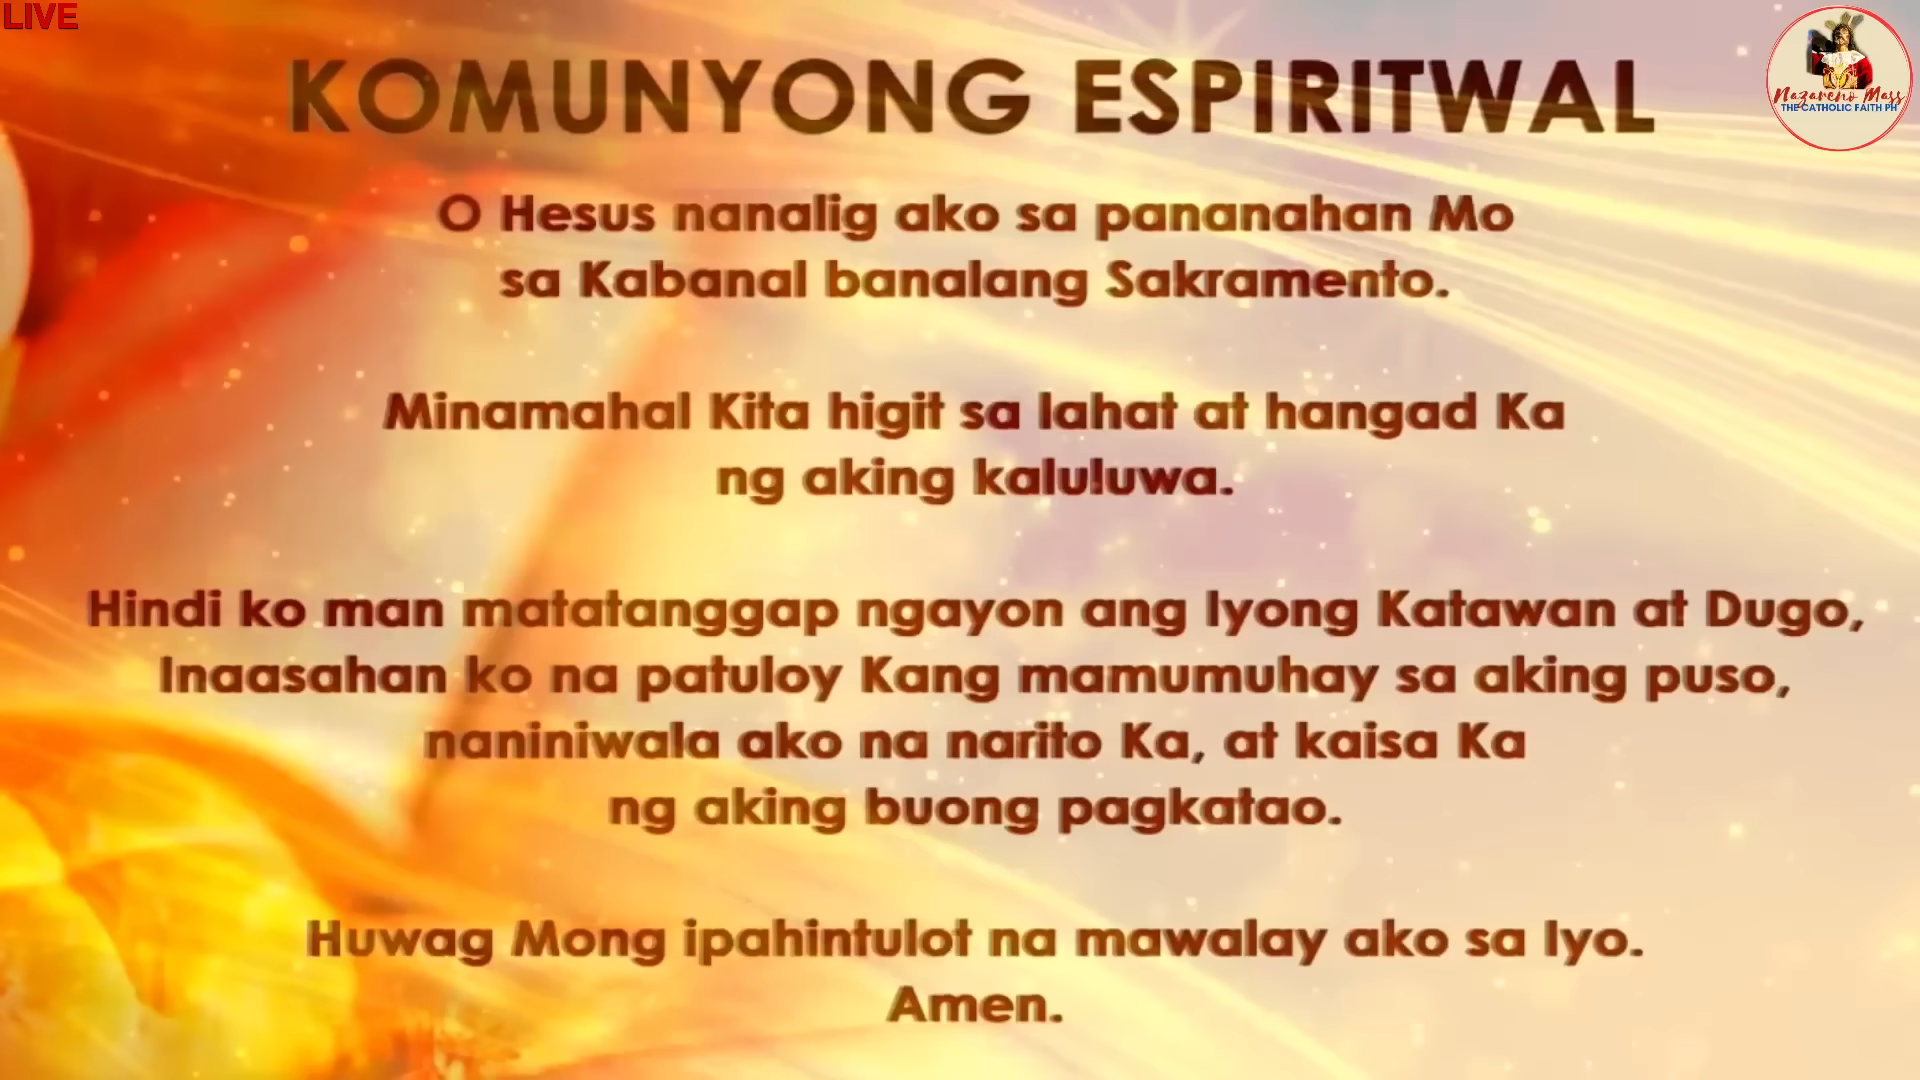 LIVE
Nazareno Mass
THE CATHOLIC FAITH PH
KOMUNYONG ESPIRITWAL
O Hesus nanalig ako sa pananahan Mo
sa Kabanal banalang Sakramento.
Minamahal Kita higit sa lahat at hangad Ka
ng aking kaluluwa.
Hindi ko man matatanggap ngayon ang Iyong Katawan at Dugo,
Inaasahan ko na patuloy Kang mamumuhay sa aking puso,
naniniwala ako na narito Ka, at kaisa Ka
ng aking buong pagkatao.
Huwag Mong ipahintulot na mawalay ako sa Iyo.
Amen.